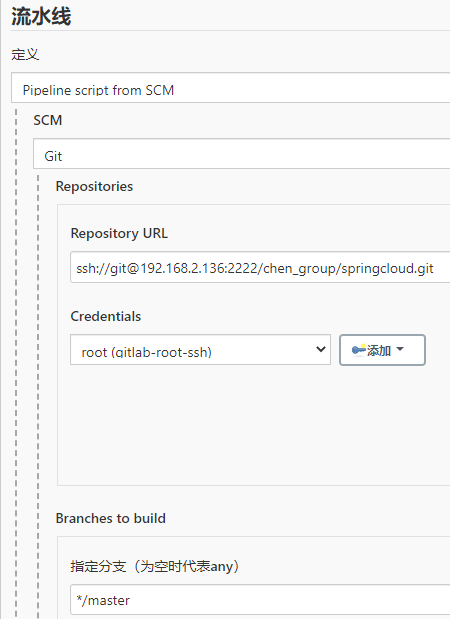 流水线
定义
Pipeline script from SCM
SCM
Git
Repositories
Repository URL
ssh://git@192.168.2.136:2222/chen_group/springcloud.git
Credentials
root (gitlab-root-ssh)
添加
Branches to build
指定分支（为空时代表any）
*/master